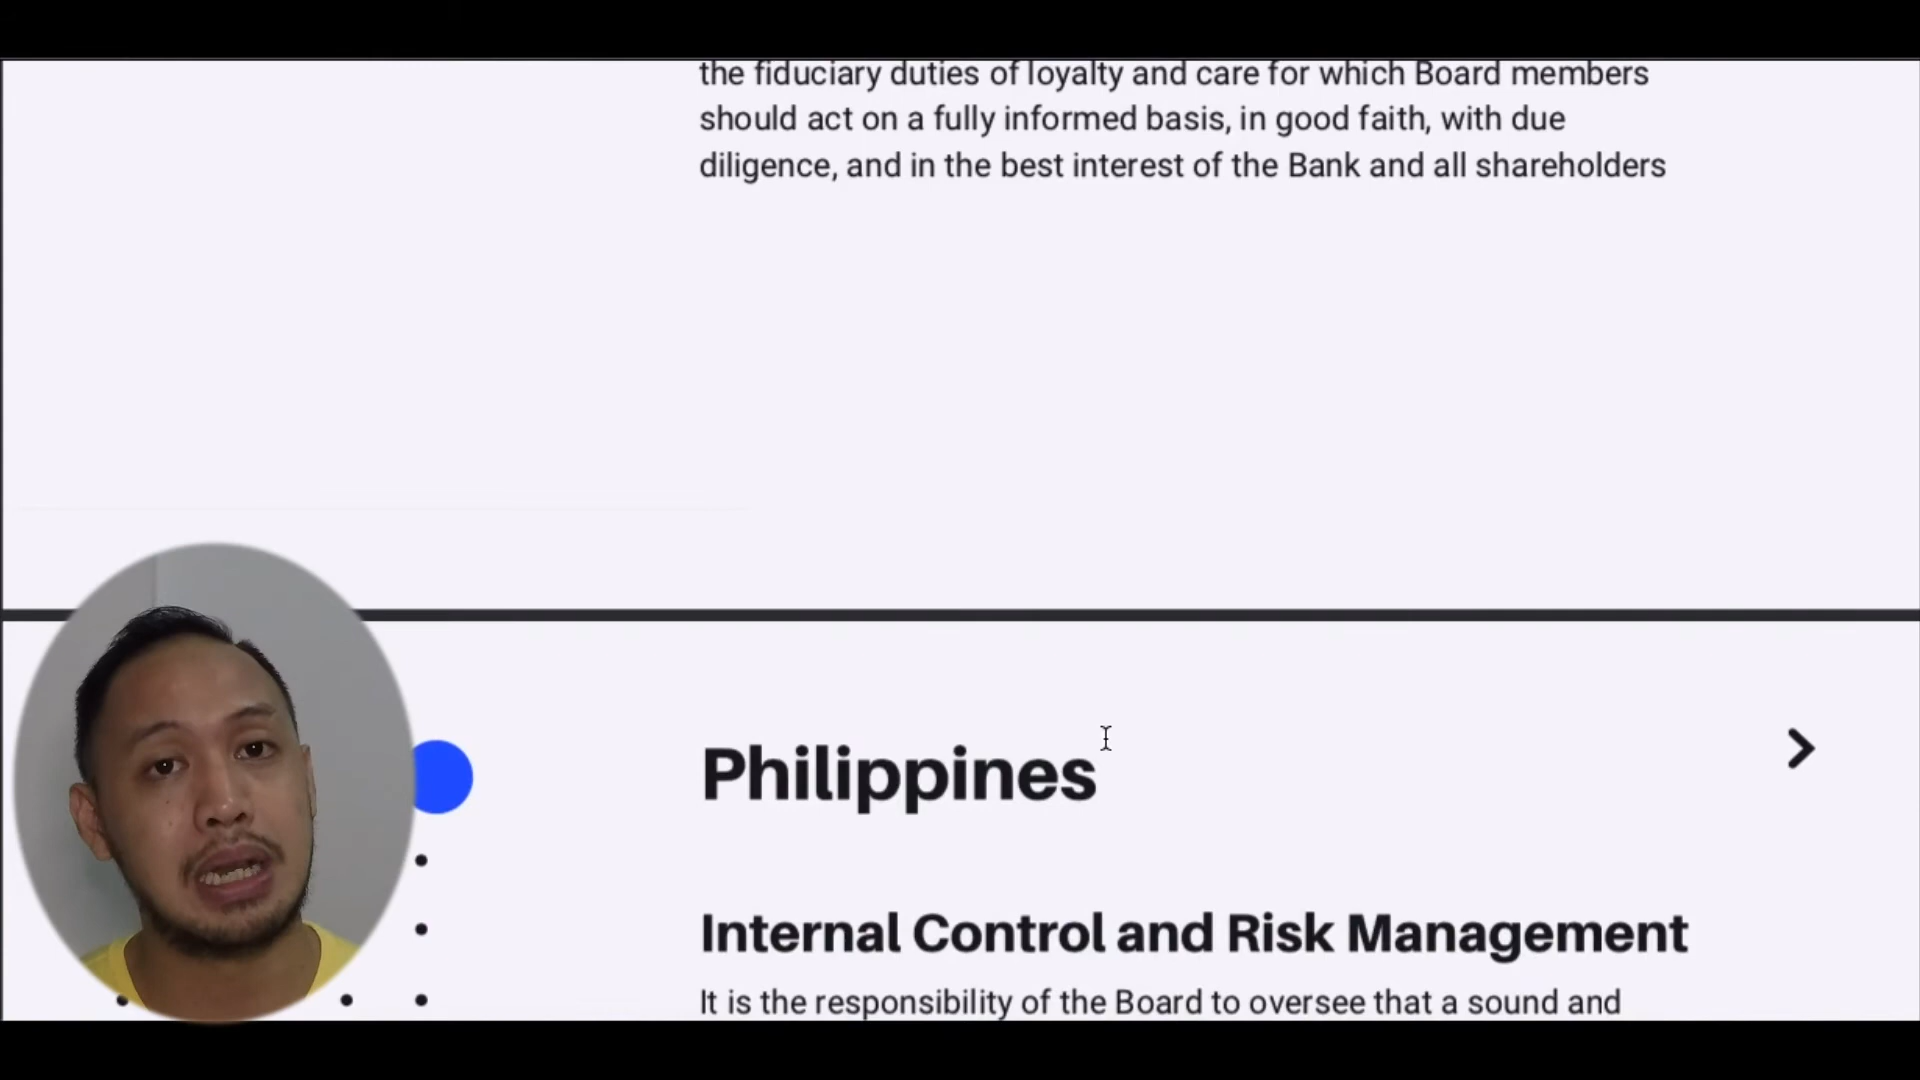 the fiduciary duties of loyalty and care for which Board members
should act on a fully informed basis, in good faith, with due
diligence, and in the best interest of the Bank and all shareholders
Philippines
Internal Control and Risk Management
It is the responsibility of the Board to oversee that a sound and